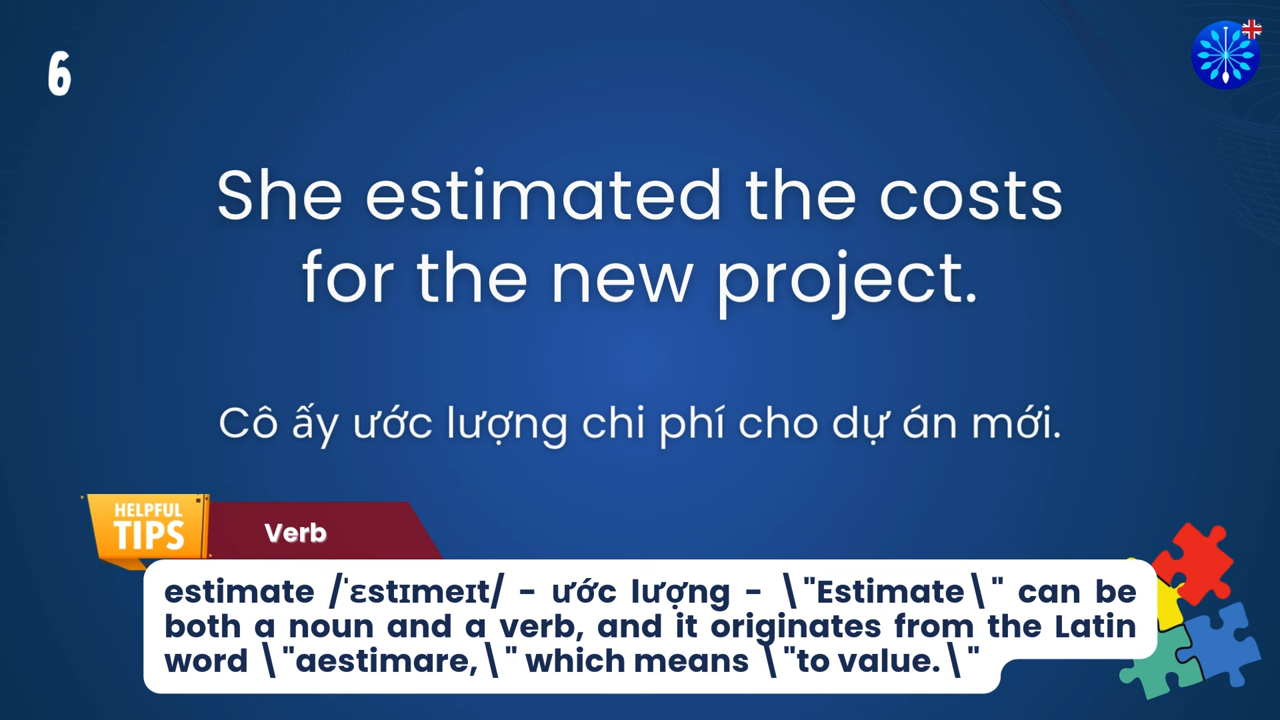 6
She estimated the costs
for the new project.
Cô ấy ước lượng chi phí cho dự án mới.
HELPFUL
TIPS
Verb
estimate /ˈɛstɪmeɪt/ - ước lượng - \"Estimate\" can be
both a noun and a verb, and it originates from the Latin
word \"aestimare,\" which means \"to value.\"